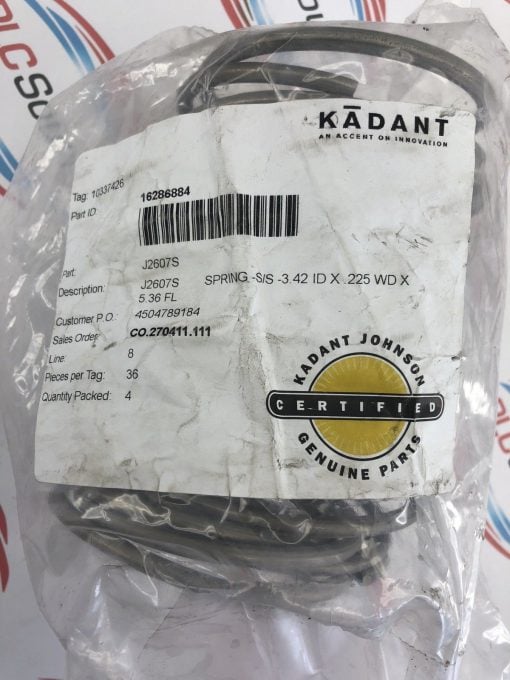 KADANT
AN ACCENT ON INNOVATION
Tag: 10337426
Part ID 16286884
Part: J2607S
Description: J2607S SPRING -S/S -3.42 ID X .225 WD X
5.36 FL
Customer P.O.: 4504789184
Sales Order: CO.270411.111
Line: 8
Pieces per Tag: 36
Quantity Packed: 4
KADANT JOHNSON
CERTIFIED
GENUINE PARTS
PLC